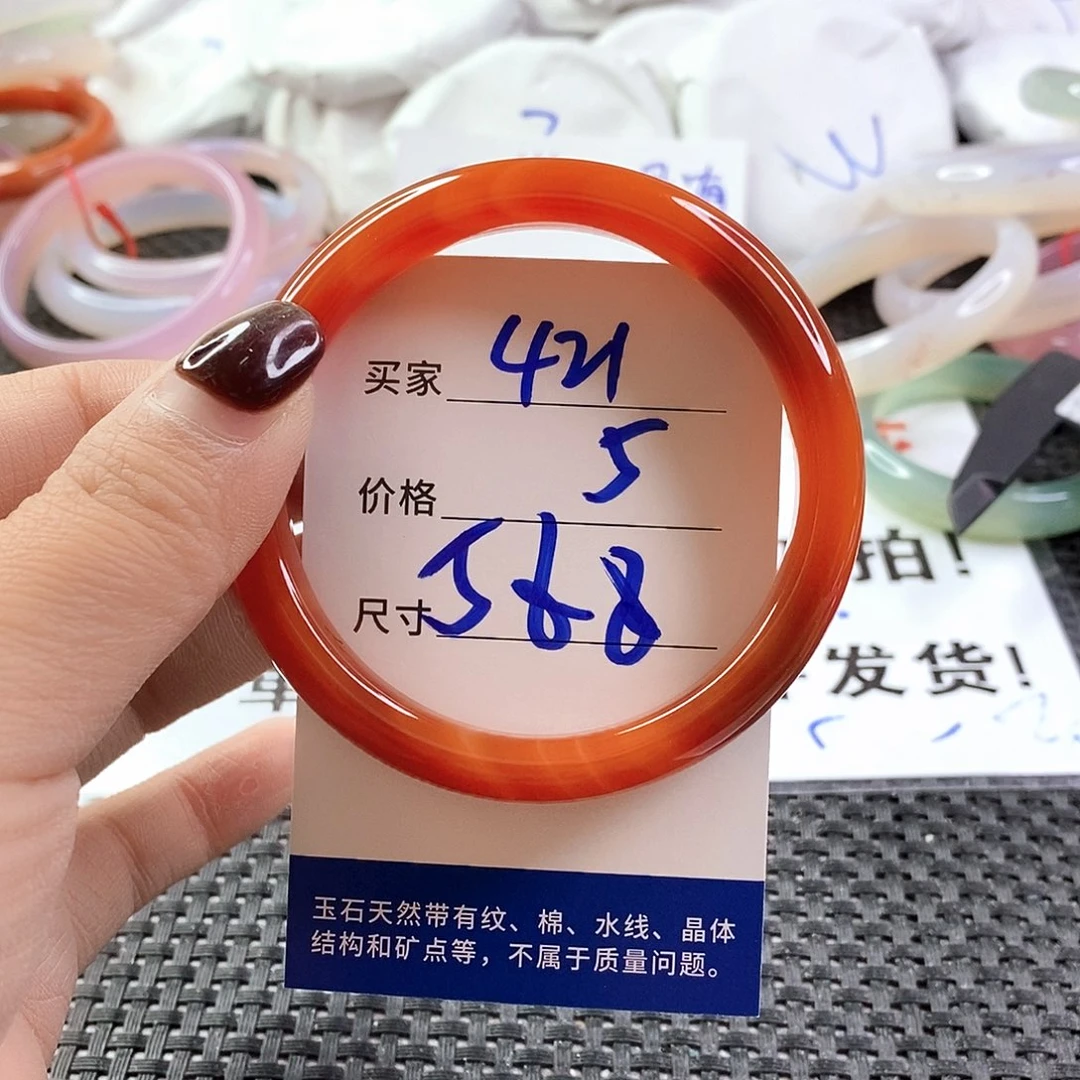 买家 421
价格 5
尺寸 568
玉石天然带有纹、棉、水线、晶体
结构和矿点等，不属于质量问题。
拍！
发货！